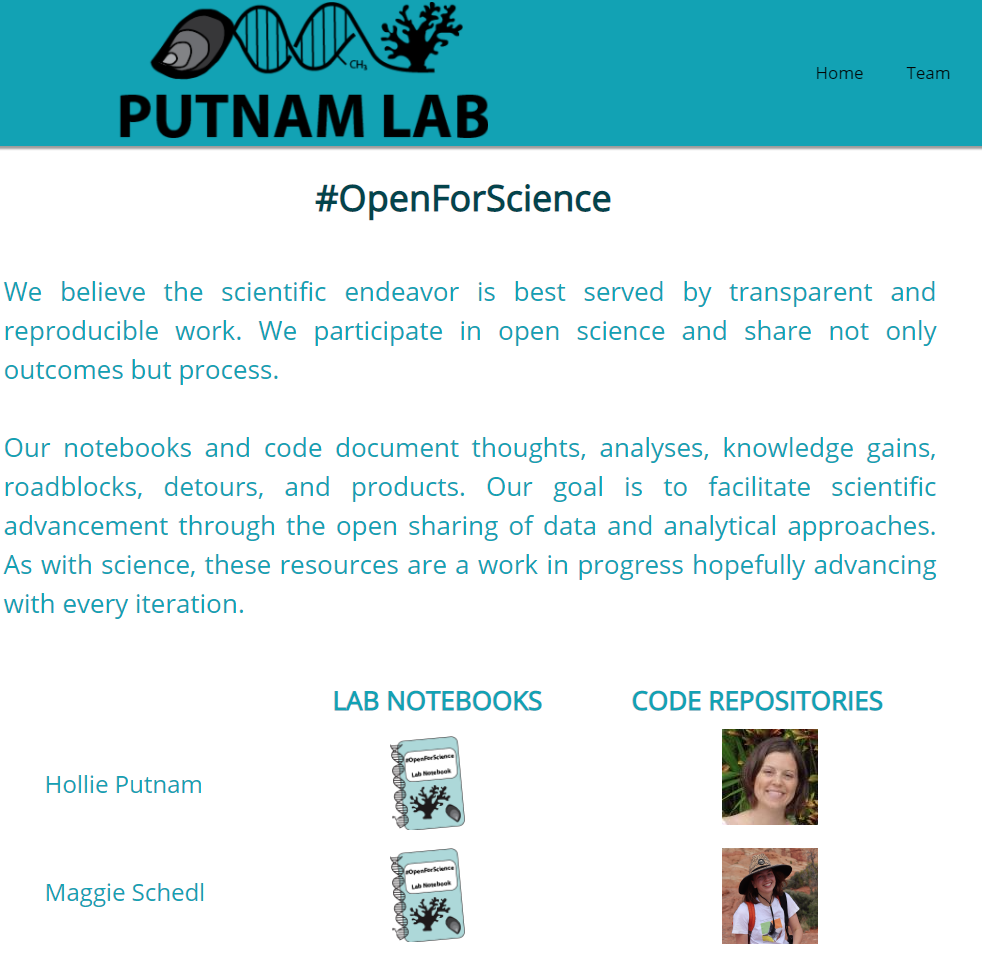 CH₃
PUTNAM LAB
Home Team
#OpenForScience
We believe the scientific endeavor is best served by transparent and
reproducible work. We participate in open science and share not only
outcomes but process.
Our notebooks and code document thoughts, analyses, knowledge gains,
roadblocks, detours, and products. Our goal is to facilitate scientific
advancement through the open sharing of data and analytical approaches.
As with science, these resources are a work in progress hopefully advancing
with every iteration.
LAB NOTEBOOKS CODE REPOSITORIES
Hollie Putnam
#OpenForScience
Lab Notebook
Maggie Schedl
#OpenForScience
Lab Notebook